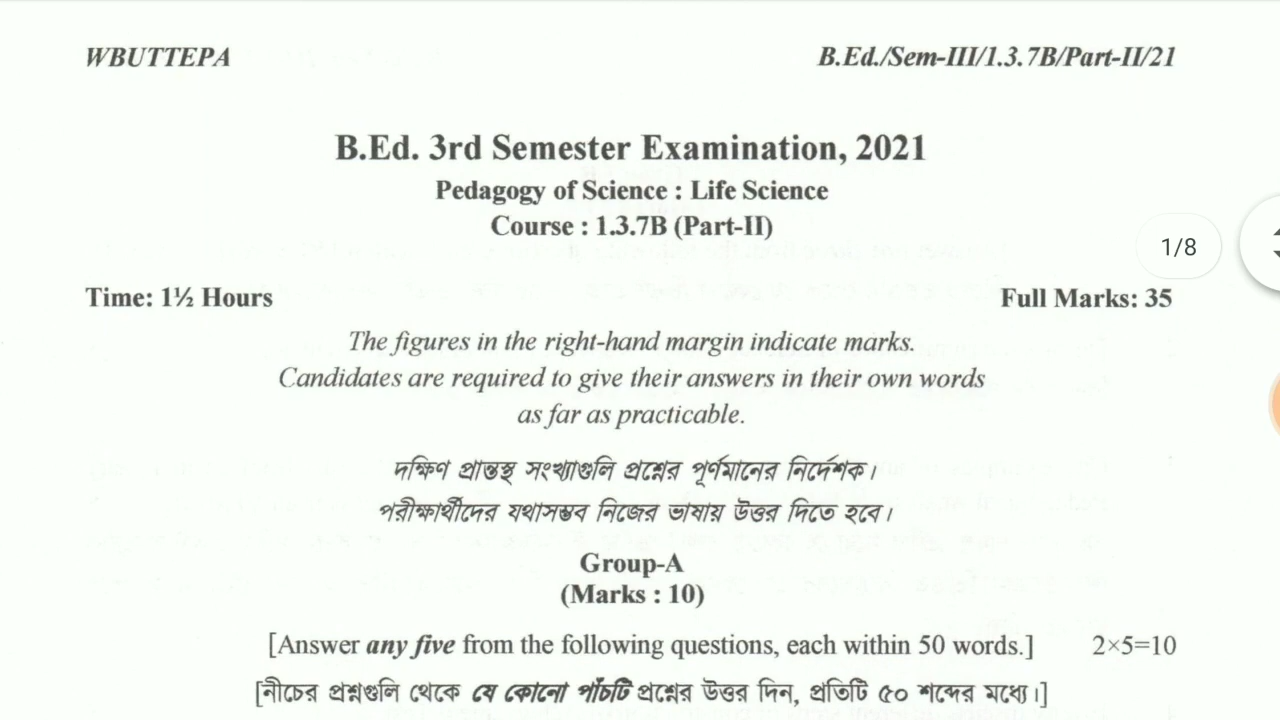 WBUTTEPA B.Ed./Sem-III/1.3.7B/Part-II/21
B.Ed. 3rd Semester Examination, 2021
Pedagogy of Science : Life Science
Course : 1.3.7B (Part-II)
1/8
Time: 1½ Hours Full Marks: 35
The figures in the right-hand margin indicate marks.
Candidates are required to give their answers in their own words
as far as practicable.
দক্ষিণ প্রান্তস্থ সংখ্যাগুলি প্রশ্নের পূর্ণমানের নির্দেশক।
পরীক্ষার্থীদের যথাসম্ভব নিজের ভাষায় উত্তর দিতে হবে।
Group-A
(Marks : 10)
[Answer any five from the following questions, each within 50 words.] 2×5=10
[নীচের প্রশ্নগুলি থেকে যে কোনো পাঁচটি প্রশ্নের উত্তর দিন, প্রতিটি ৫০ শব্দের মধ্যে।]